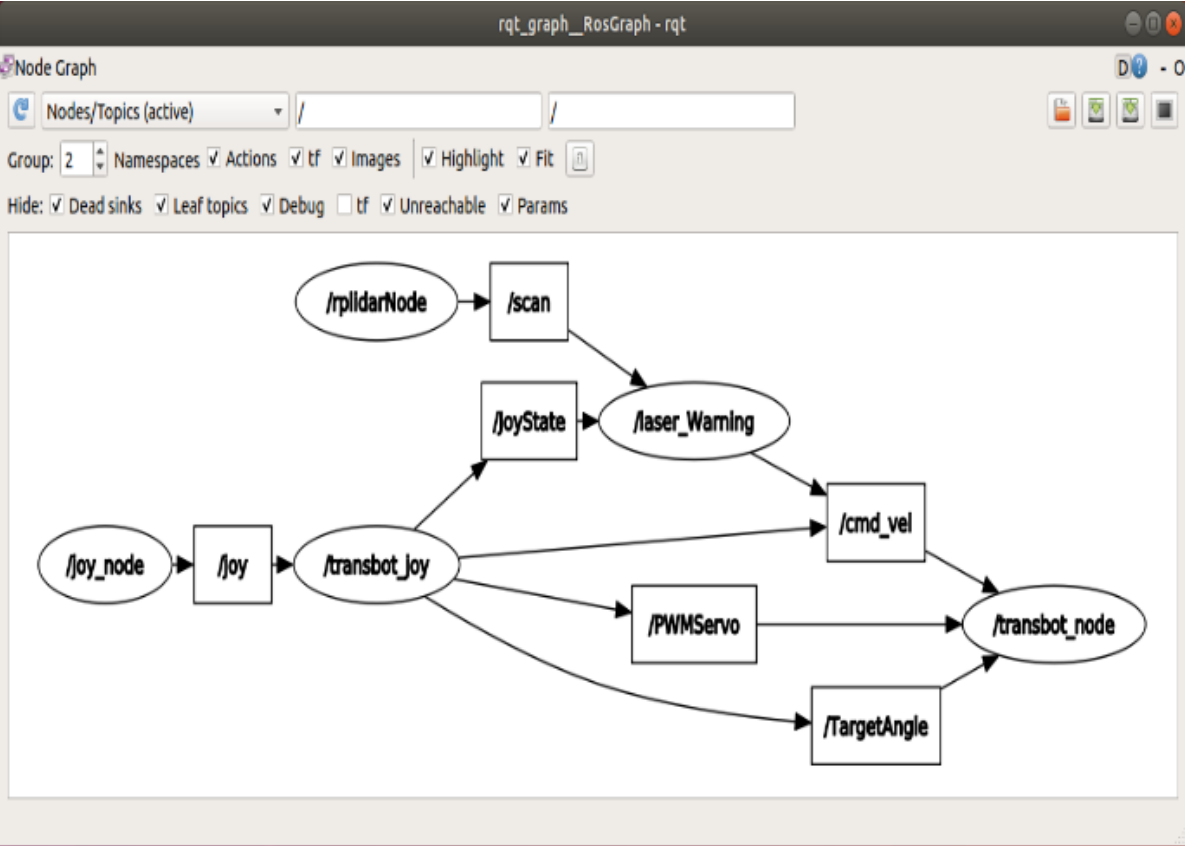 rqt_graph__RosGraph - rqt
Node Graph
D? - O
Nodes/Topics (active) / /
Group: 2 Namespaces Actions tf Images Highlight Fit
Hide: Dead sinks Leaf topics Debug tf Unreachable Params
/rplidarNode
/scan
/JoyState
/laser_Warning
/cmd_vel
/joy_node
/joy
/transbot_joy
/PWMServo
/transbot_node
/TargetAngle